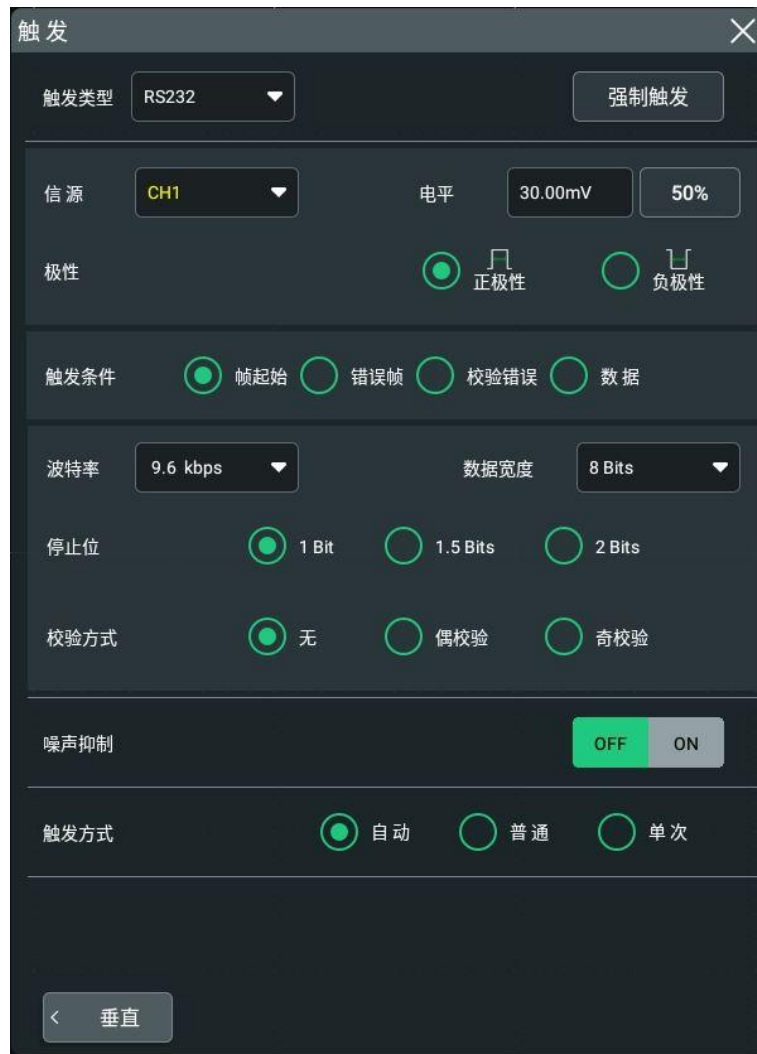 触发
触发类型 RS232 强制触发
信源 CH1 电平 30.00mV 50%
极性 正极性 负极性
触发条件 帧起始 错误帧 校验错误 数据
波特率 9.6 kbps 数据宽度 8 Bits
停止位 1 Bit 1.5 Bits 2 Bits
校验方式 无 偶校验 奇校验
噪声抑制 OFF ON
触发方式 自动 普通 单次
垂直